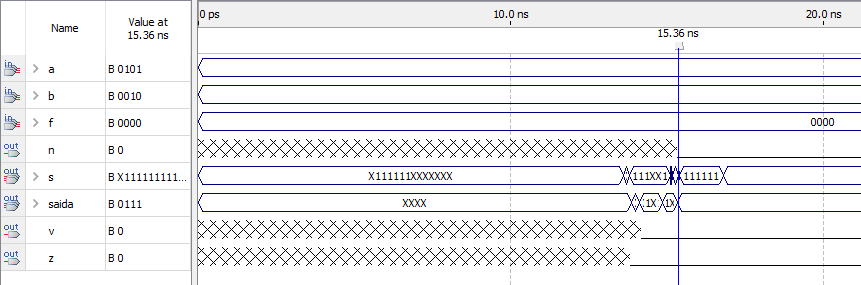 Name
Value at
15.36 ns
0 ps
10.0 ns
20.0 ns
15.36 ns
in
a
B 0101
in
b
B 0010
in
f
B 0000
0000
out
n
B 0
out
s
B X111111111...
X111111XXXXXXX
111XX1
111111
out
saida
B 0111
XXXX
1X
1X
out
v
B 0
out
z
B 0